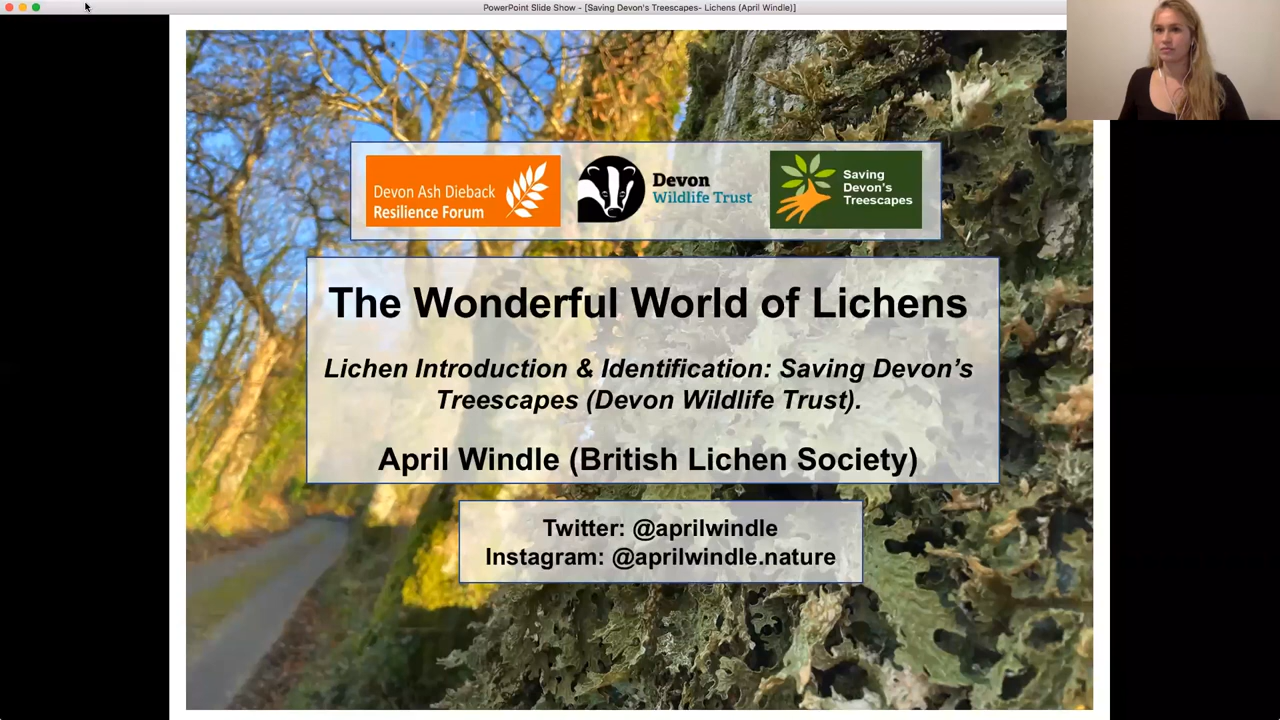 PowerPoint Slide Show - [Saving Devon's Treescapes- Lichens (April Windle)]
Devon Ash Dieback
Resilience Forum
Devon
Wildlife Trust
Saving
Devon's
Treescapes
The Wonderful World of Lichens
Lichen Introduction & Identification: Saving Devon's
Treescapes (Devon Wildlife Trust).
April Windle (British Lichen Society)
Twitter: @aprilwindle
Instagram: @aprilwindle.nature